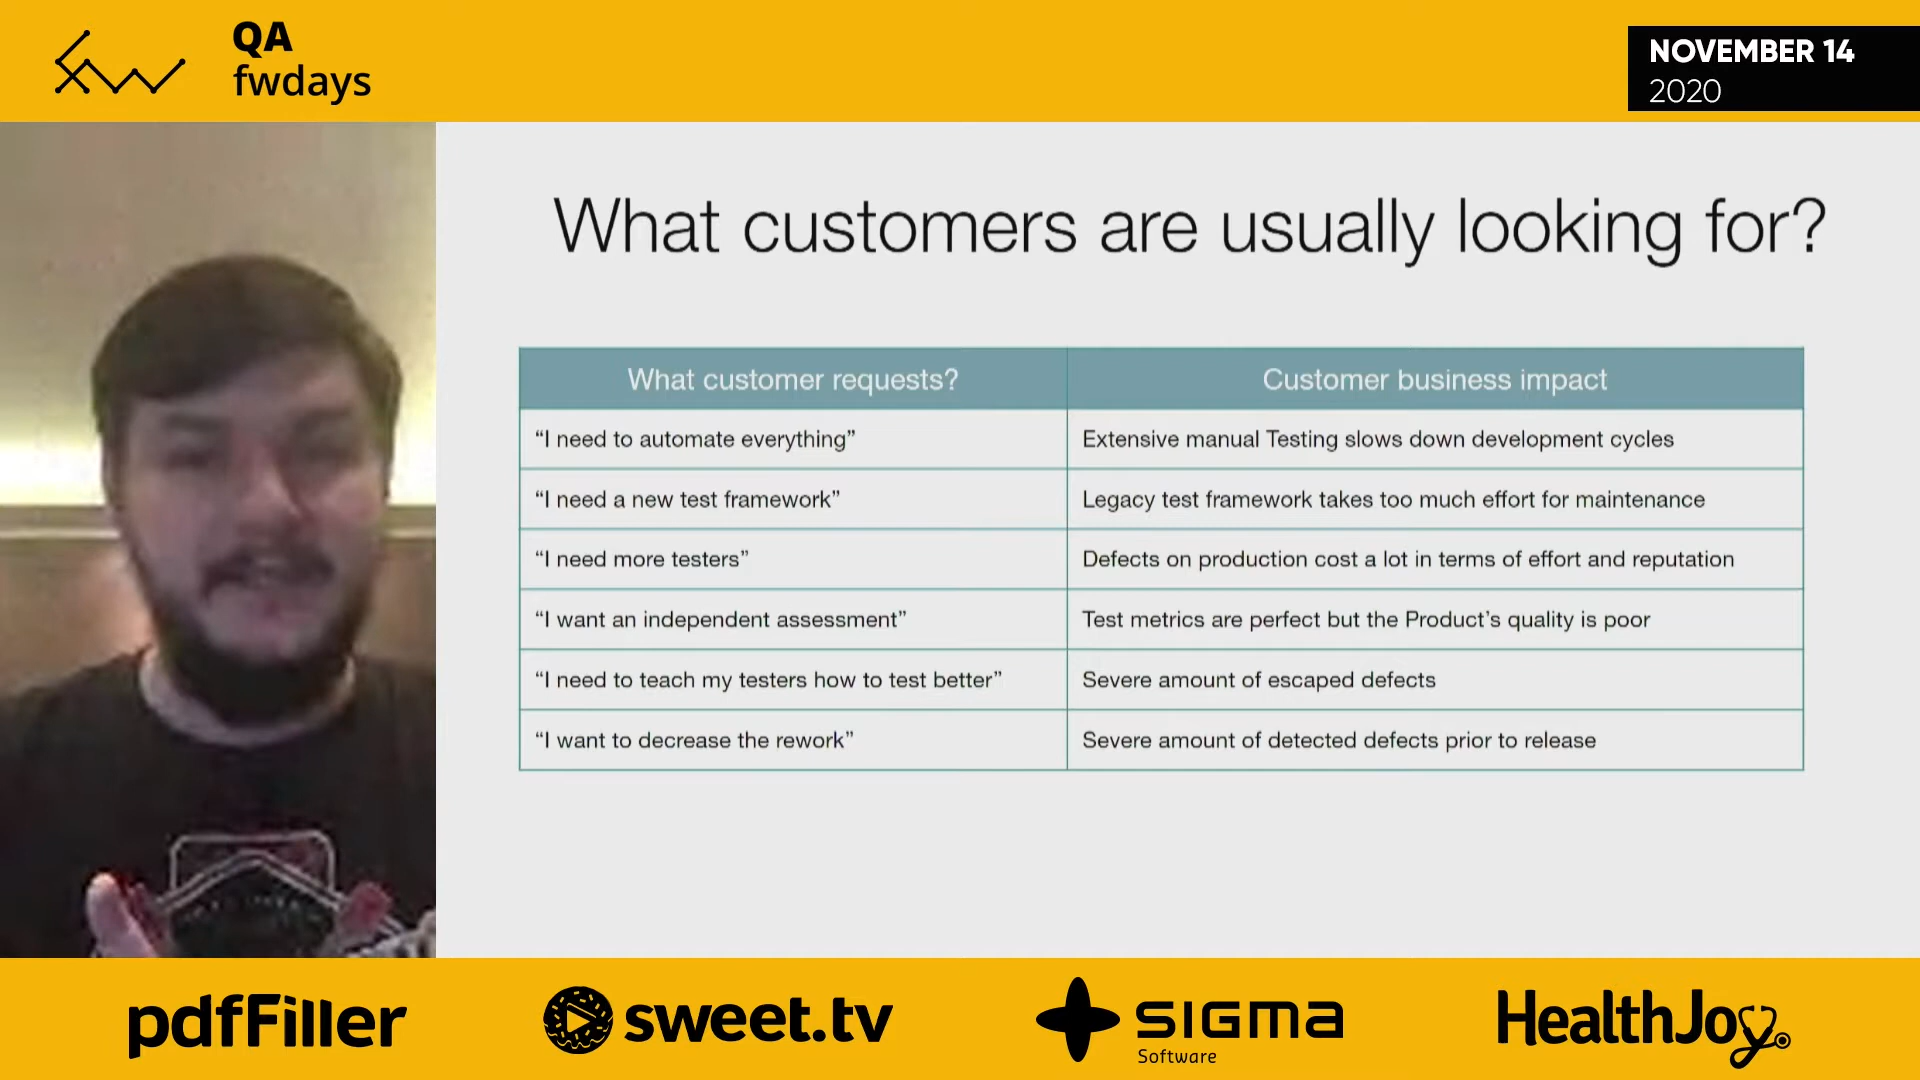 QA
fwdays
NOVEMBER 14
2020
What customers are usually looking for?
What customer requests?
Customer business impact
“I need to automate everything”
Extensive manual Testing slows down development cycles
“I need a new test framework”
Legacy test framework takes too much effort for maintenance
“I need more testers”
Defects on production cost a lot in terms of effort and reputation
“I want an independent assessment”
Test metrics are perfect but the Product’s quality is poor
“I need to teach my testers how to test better”
Severe amount of escaped defects
“I want to decrease the rework”
Severe amount of detected defects prior to release
pdfFiller
sweet.tv
SIGMA
Software
HealthJoy